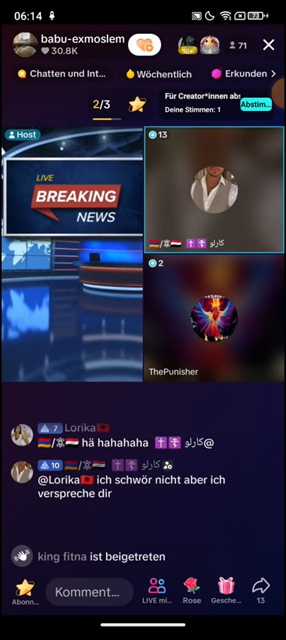 06:14
73
babu-exmoslem
30.8K
10+
71
Chatten und Int...
Wöchentlich
Erkunden >
2/3
Für Creator*innen abs
Deine Stimmen: 1
Abstim...
Host
LIVE
BREAKING
NEWS
13
🇦🇲/🇪🇬 ✝️☦️ كارلو
2
ThePunisher
7 Lorika🇦🇱
🇦🇲/🇪🇬 hä hahahaha ✝️☦️ كارلو@
10 🇦🇲/🇪🇬 ✝️☦️ كارلو
@Lorika🇦🇱 ich schwör nicht aber ich
verspreche dir
king fitna ist beigetreten
Abonn...
Komment...
LIVE mi...
Rose
Gesche...
13